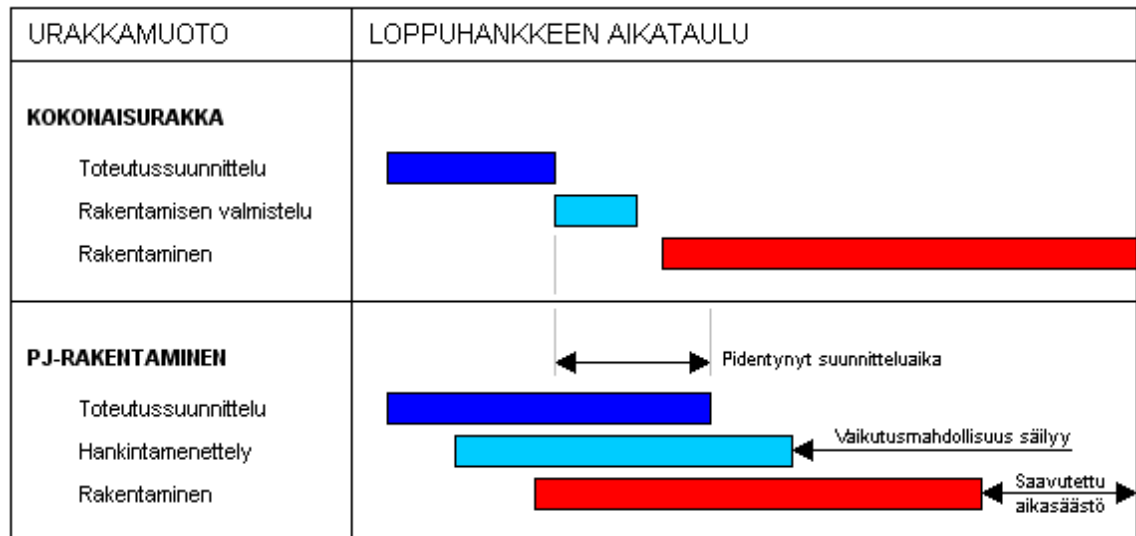 URAKKAMUOTO
LOPPUHANKKEEN AIKATAULU
KOKONAISURAKKA
Toteutussuunnittelu
Rakentamisen valmistelu
Rakentaminen
PJ-RAKENTAMINEN
Pidentynyt suunnitteluaika
Toteutussuunnittelu
Hankintamenettely
Vaikutusmahdollisuus säilyy
Rakentaminen
Saavutettu
aikasäästö